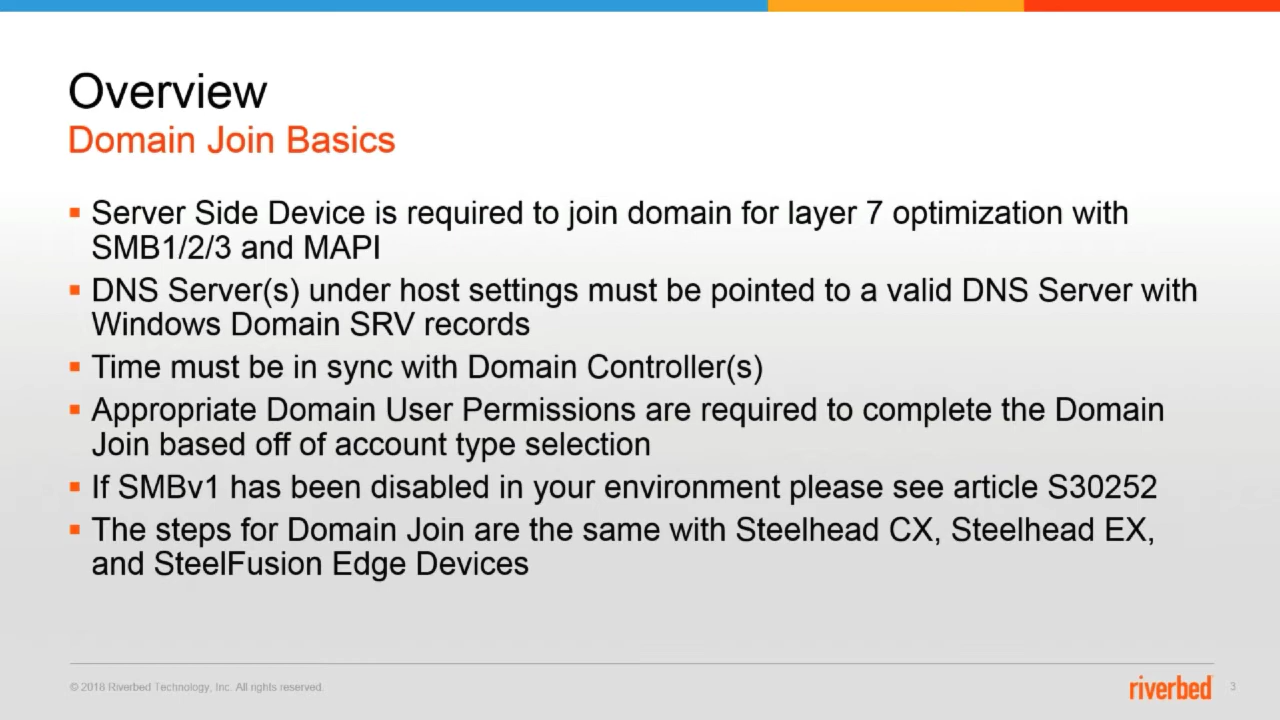 Overview
Domain Join Basics
▪ Server Side Device is required to join domain for layer 7 optimization with
SMB1/2/3 and MAPI
▪ DNS Server(s) under host settings must be pointed to a valid DNS Server with
Windows Domain SRV records
▪ Time must be in sync with Domain Controller(s)
▪ Appropriate Domain User Permissions are required to complete the Domain
Join based off of account type selection
▪ If SMBv1 has been disabled in your environment please see article S30252
▪ The steps for Domain Join are the same with Steelhead CX, Steelhead EX,
and SteelFusion Edge Devices
© 2018 Riverbed Technology, Inc. All rights reserved.
riverbed
3